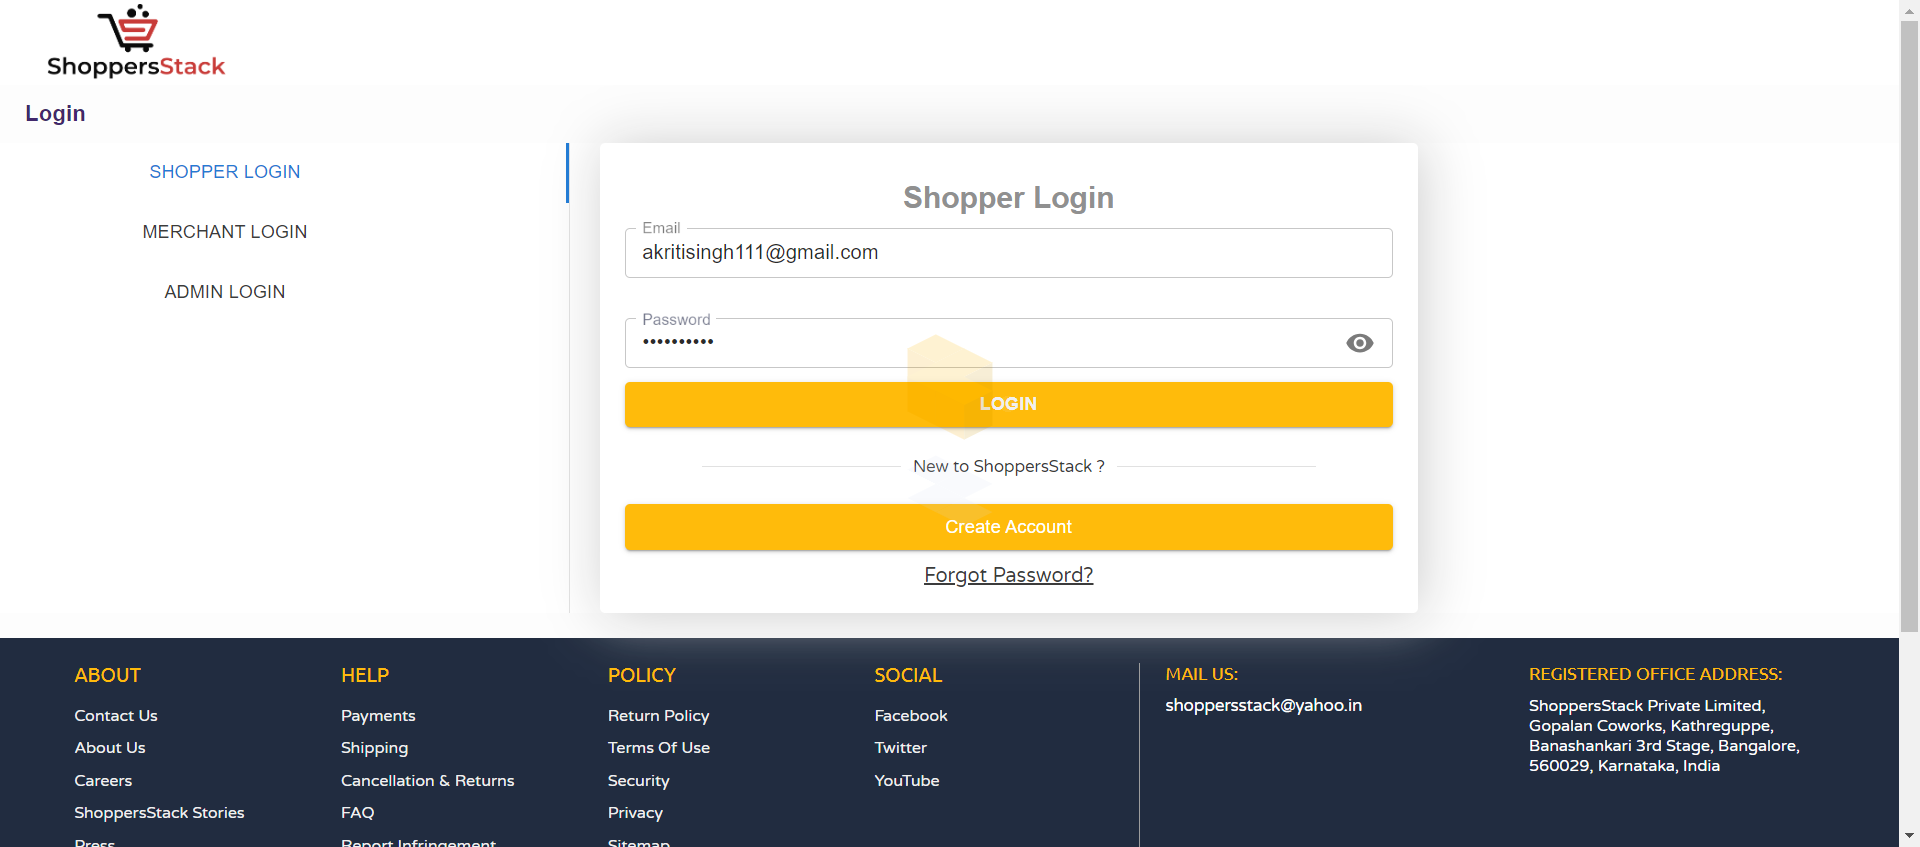 ShoppersStack
Login
SHOPPER LOGIN
MERCHANT LOGIN
ADMIN LOGIN
Shopper Login
Email
akritisingh111@gmail.com
Password
••••••••••
LOGIN
New to ShoppersStack ?
Create Account
Forgot Password?
ABOUT
Contact Us
About Us
Careers
ShoppersStack Stories
Press
HELP
Payments
Shipping
Cancellation & Returns
FAQ
Report Infringement
POLICY
Return Policy
Terms Of Use
Security
Privacy
Sitemap
SOCIAL
Facebook
Twitter
YouTube
MAIL US:
shoppersstack@yahoo.in
REGISTERED OFFICE ADDRESS:
ShoppersStack Private Limited,
Gopalan Coworks, Kathreguppe,
Banashankari 3rd Stage, Bangalore,
560029, Karnataka, India